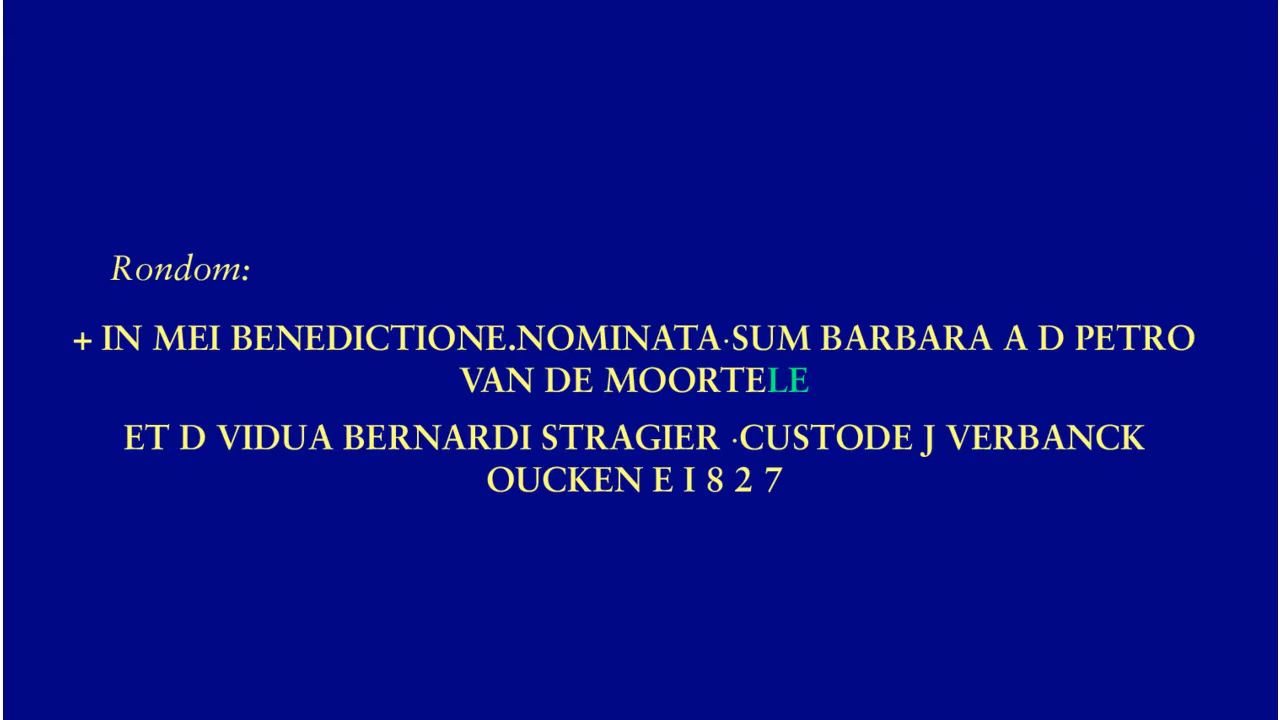 Rondom:
+ IN MEI BENEDICTIONE.NOMINATA·SUM BARBARA A D PETRO
VAN DE MOORTELE
ET D VIDUA BERNARDI STRAGIER ·CUSTODE J VERBANCK
OUCKEN E I 8 2 7